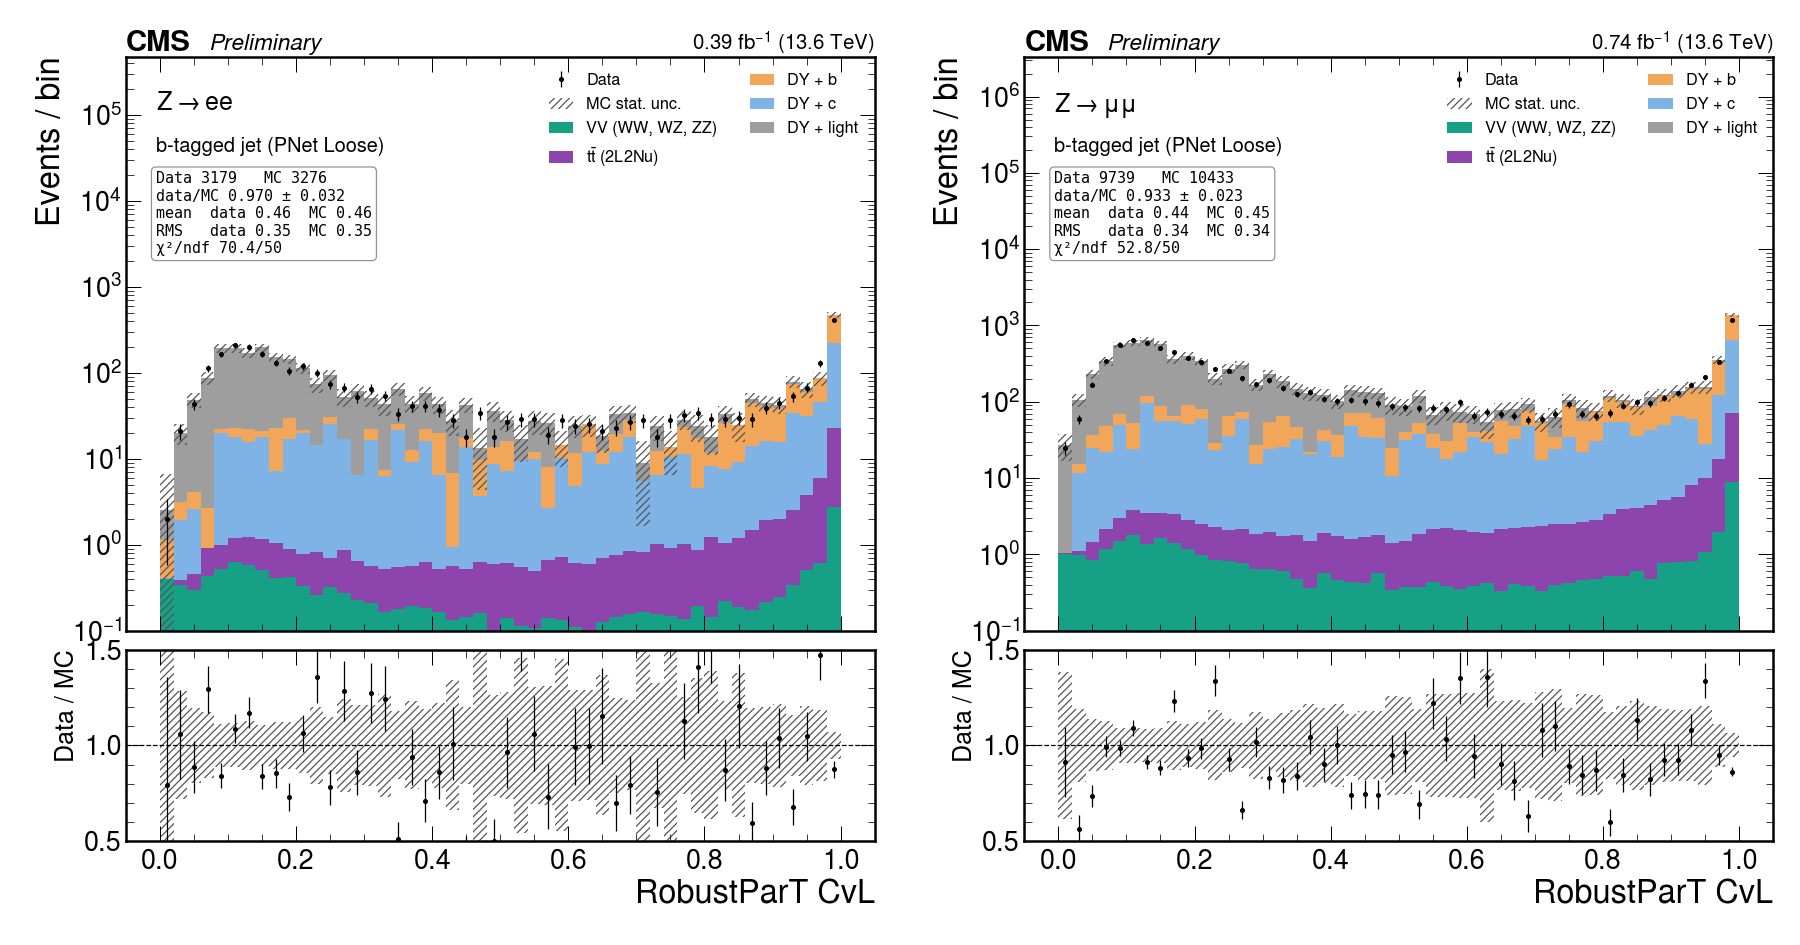 CMS Preliminary 0.39 fb⁻¹ (13.6 TeV)
Events / bin
10⁵
10⁴
10³
10²
10¹
10⁰
10⁻¹
Z→ee
b-tagged jet (PNet Loose)
Data 3179 MC 3276
data/MC 0.970 ± 0.032
mean data 0.46 MC 0.46
RMS data 0.35 MC 0.35
χ²/ndf 70.4/50
Data
MC stat. unc.
VV (WW, WZ, ZZ)
tt̄ (2L2Nu)
DY + b
DY + c
DY + light
Data / MC
1.5
1.0
0.5
0.0 0.2 0.4 0.6 0.8 1.0
RobustParT CvL
CMS Preliminary 0.74 fb⁻¹ (13.6 TeV)
Events / bin
10⁶
10⁵
10⁴
10³
10²
10¹
10⁰
10⁻¹
Z→μμ
b-tagged jet (PNet Loose)
Data 9739 MC 10433
data/MC 0.933 ± 0.023
mean data 0.44 MC 0.45
RMS data 0.34 MC 0.34
χ²/ndf 52.8/50
Data
MC stat. unc.
VV (WW, WZ, ZZ)
tt̄ (2L2Nu)
DY + b
DY + c
DY + light
Data / MC
1.5
1.0
0.5
0.0 0.2 0.4 0.6 0.8 1.0
RobustParT CvL